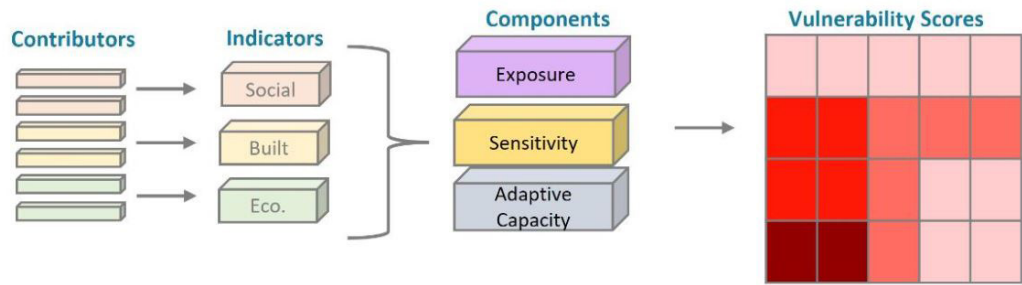 Contributors
Indicators
Components
Vulnerability Scores
Social
Built
Eco.
Exposure
Sensitivity
Adaptive
Capacity